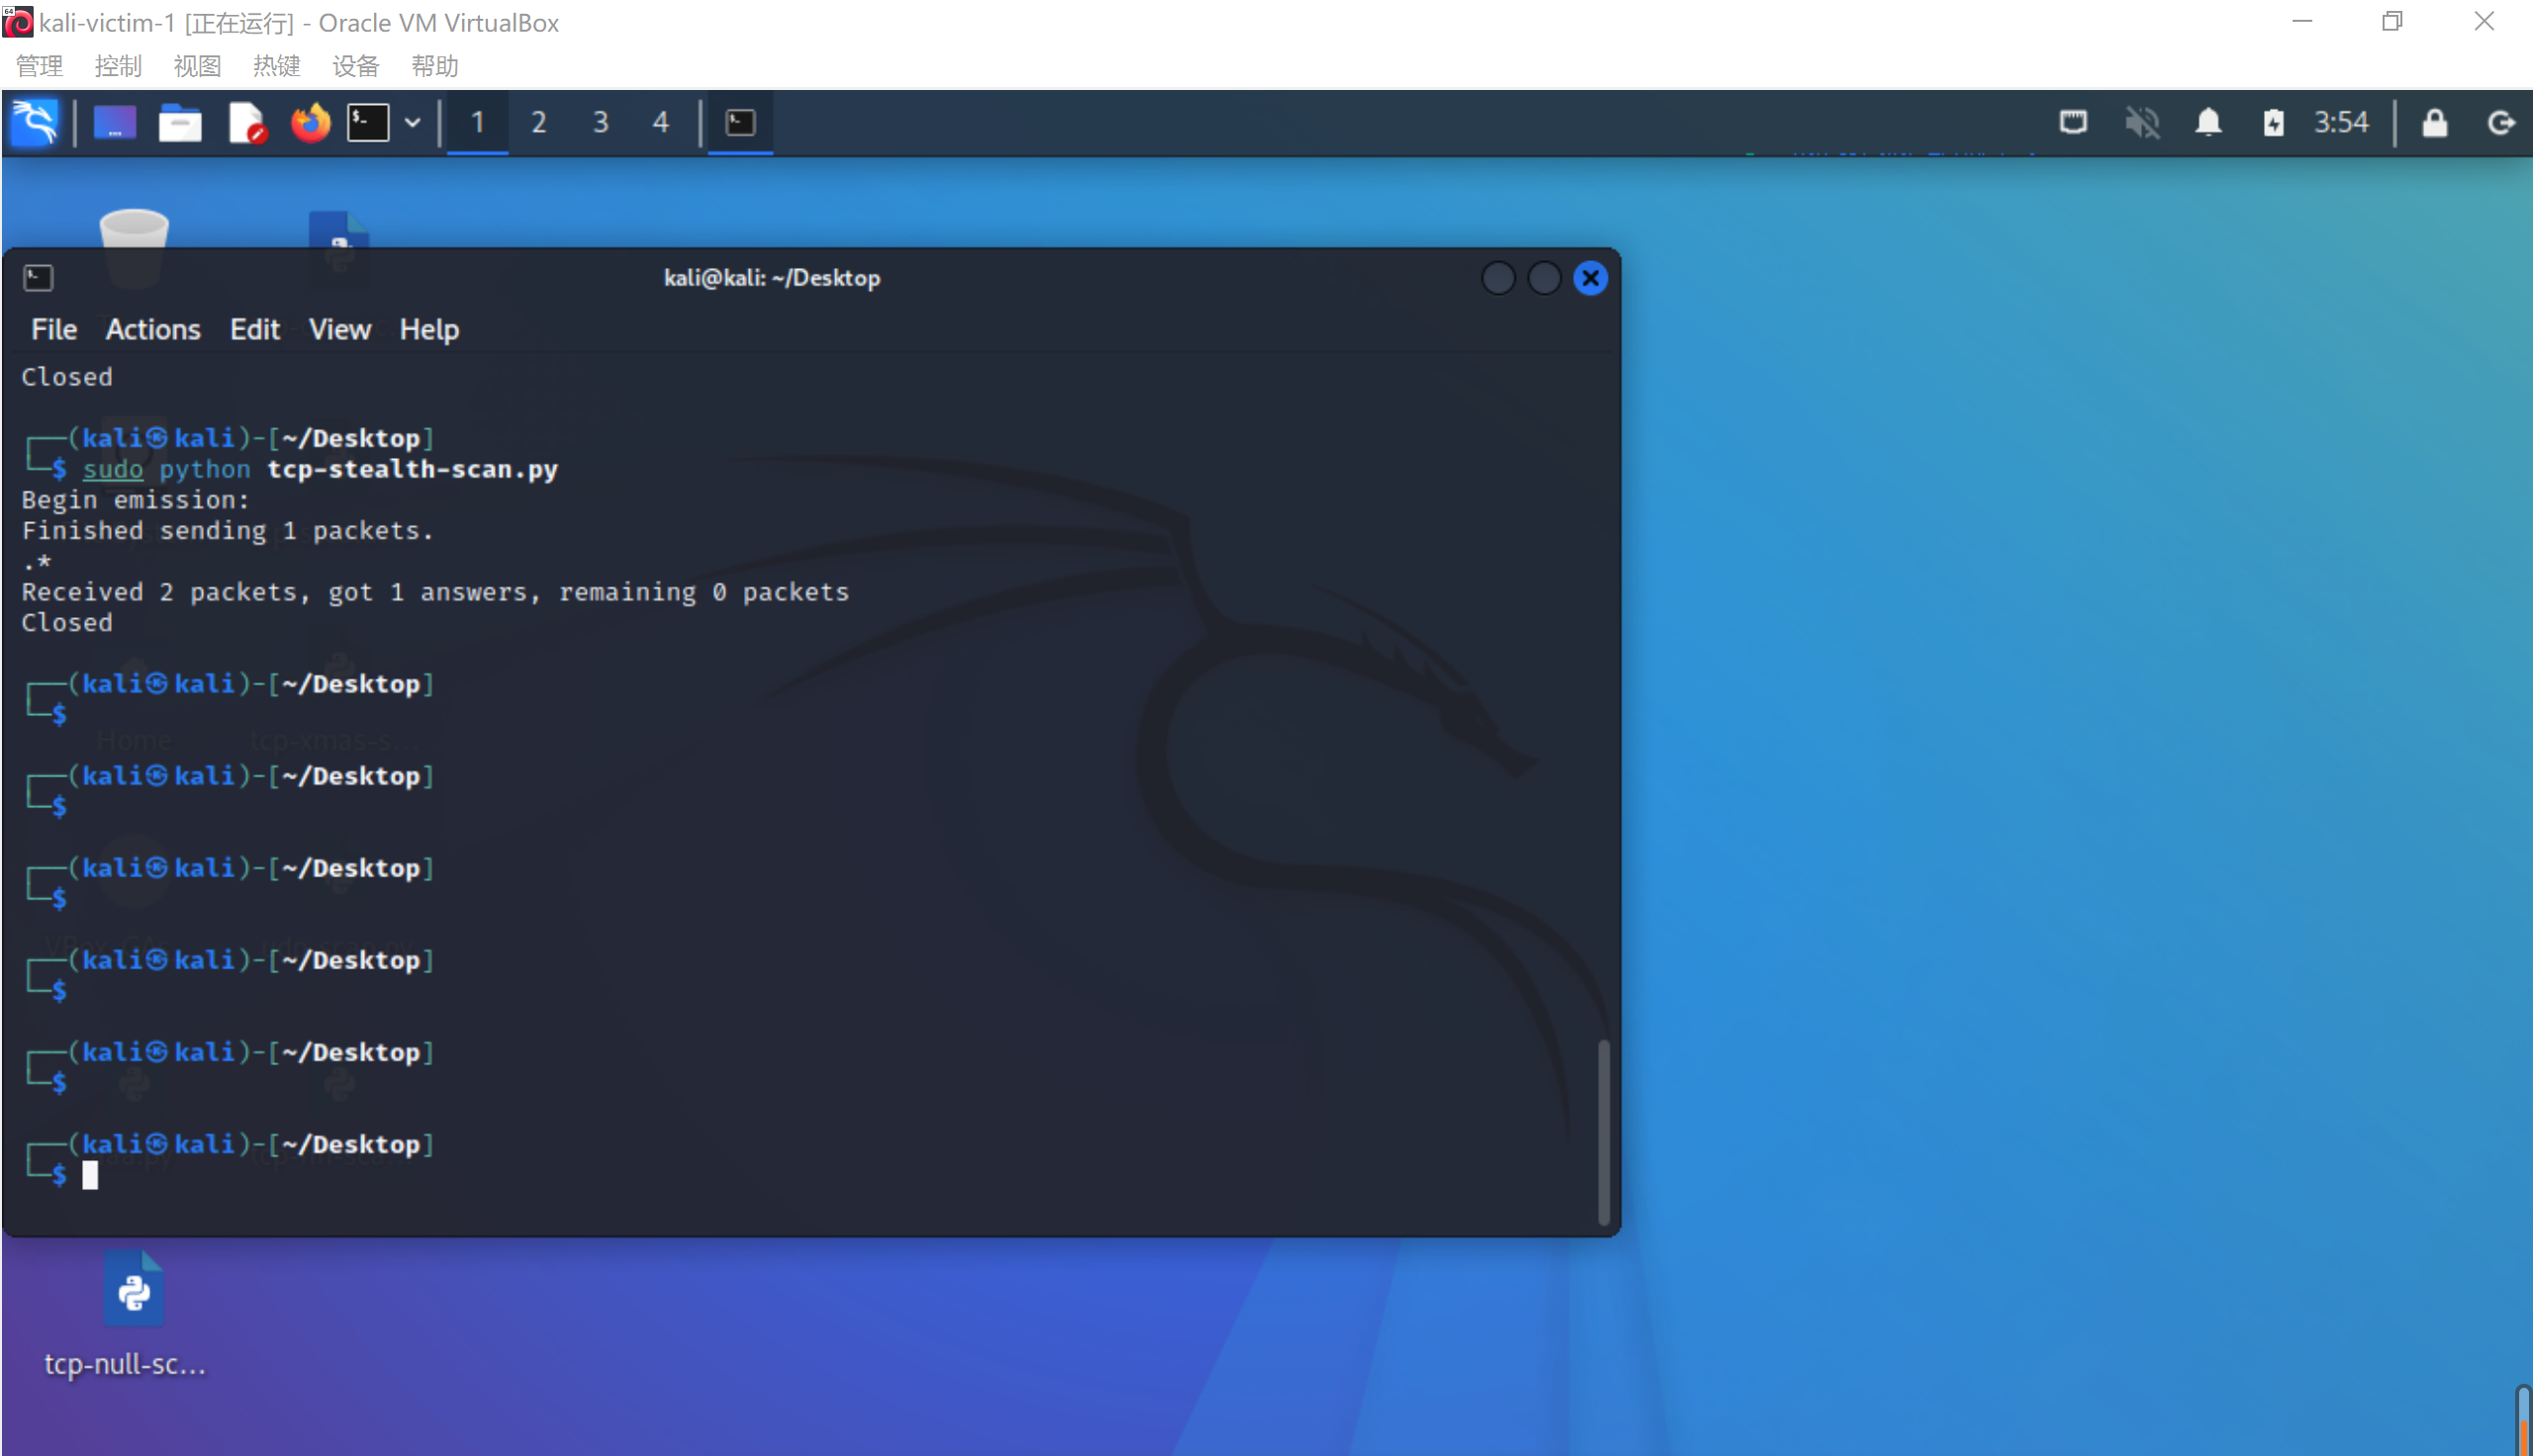 kali-victim-1 [正在运行] - Oracle VM VirtualBox
管理 控制 视图 热键 设备 帮助
1 2 3 4 3:54
kali@kali: ~/Desktop
File Actions Edit View Help
Closed
┌──(kali㉿kali)-[~/Desktop]
└─$ sudo python tcp-stealth-scan.py
Begin emission:
Finished sending 1 packets.
.*
Received 2 packets, got 1 answers, remaining 0 packets
Closed
┌──(kali㉿kali)-[~/Desktop]
└─$
Home tcp-xmas-s...
┌──(kali㉿kali)-[~/Desktop]
└─$
┌──(kali㉿kali)-[~/Desktop]
└─$
┌──(kali㉿kali)-[~/Desktop]
└─$
┌──(kali㉿kali)-[~/Desktop]
└─$
┌──(kali㉿kali)-[~/Desktop]
└─$
tcp-null-sc...